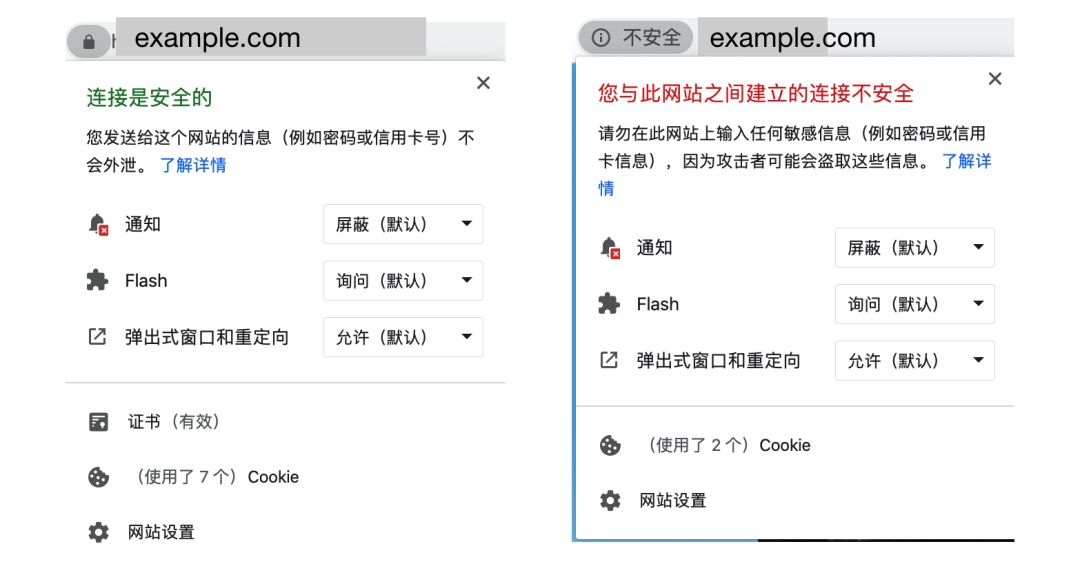 example.com
连接是安全的
您发送给这个网站的信息（例如密码或信用卡号）不
会外泄。 了解详情
通知
屏蔽（默认）
Flash
询问（默认）
弹出式窗口和重定向
允许（默认）
证书（有效）
（使用了 7 个）Cookie
网站设置
不安全
example.com
您与此网站之间建立的连接不安全
请勿在此网站上输入任何敏感信息（例如密码或信用
卡信息），因为攻击者可能会盗取这些信息。 了解详
情
通知
屏蔽（默认）
Flash
询问（默认）
弹出式窗口和重定向
允许（默认）
（使用了 2 个）Cookie
网站设置